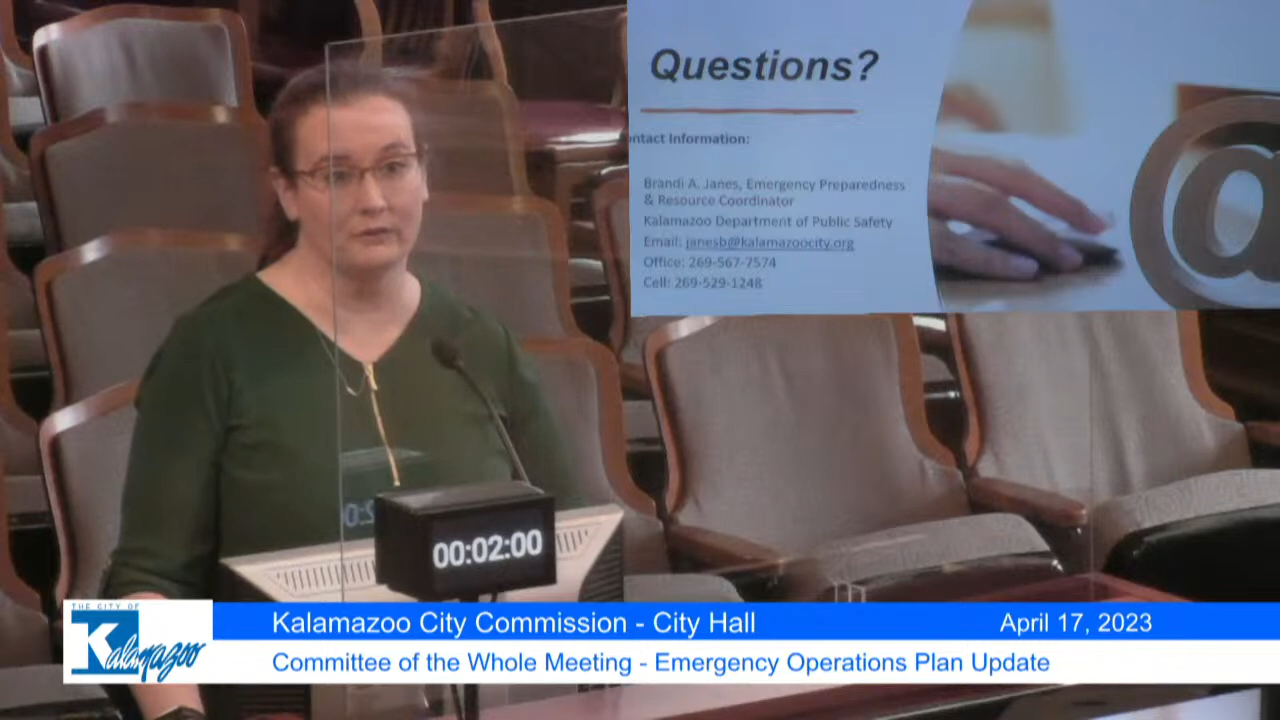 Questions?
ontact Information:
Brandi A. Janes, Emergency Preparedness
& Resource Coordinator
Kalamazoo Department of Public Safety
Email: janesb@kalamazoocity.org
Office: 269-567-7574
Cell: 269-529-1248
@
0:2
00:02:00
THE CITY OF
Kalamazoo
Kalamazoo City Commission - City Hall
April 17, 2023
Committee of the Whole Meeting - Emergency Operations Plan Update